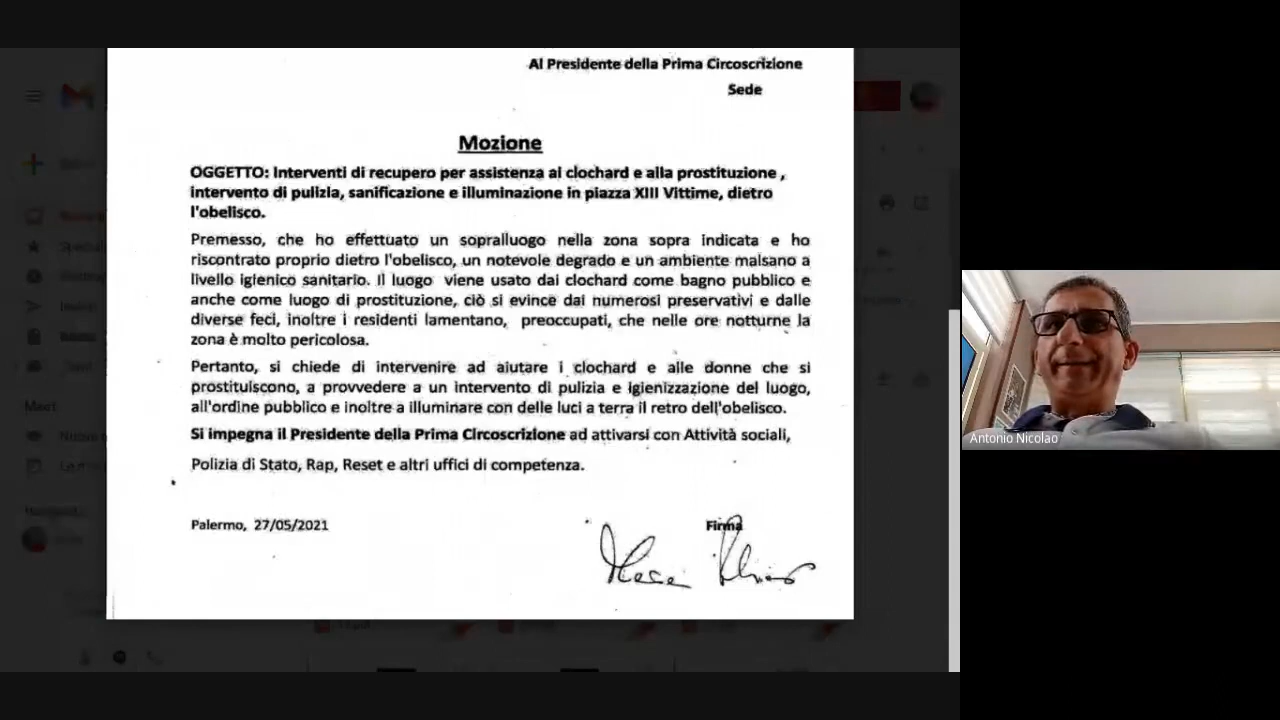 Al Presidente della Prima Circoscrizione
Sede
Mozione
OGGETTO: Interventi di recupero per assistenza ai clochard e alla prostituzione ,
intervento di pulizia, sanificazione e illuminazione in piazza XIII Vittime, dietro
l'obelisco.
Premesso, che ho effettuato un sopralluogo nella zona sopra indicata e ho
riscontrato proprio dietro l'obelisco, un notevole degrado e un ambiente malsano a
livello igienico sanitario. Il luogo viene usato dai clochard come bagno pubblico e
anche come luogo di prostituzione, ciò si evince dai numerosi preservativi e dalle
diverse feci, inoltre i residenti lamentano, preoccupati, che nelle ore notturne la
zona è molto pericolosa.
Pertanto, si chiede di intervenire ad aiutare i clochard e alle donne che si
prostituiscono, a provvedere a un intervento di pulizia e igienizzazione del luogo,
all'ordine pubblico e inoltre a illuminare con delle luci a terra il retro dell'obelisco.
Si impegna il Presidente della Prima Circoscrizione ad attivarsi con Attività sociali,
Polizia di Stato, Rap, Reset e altri uffici di competenza.
Palermo, 27/05/2021
Firma
Meet
Antonio Nicolao